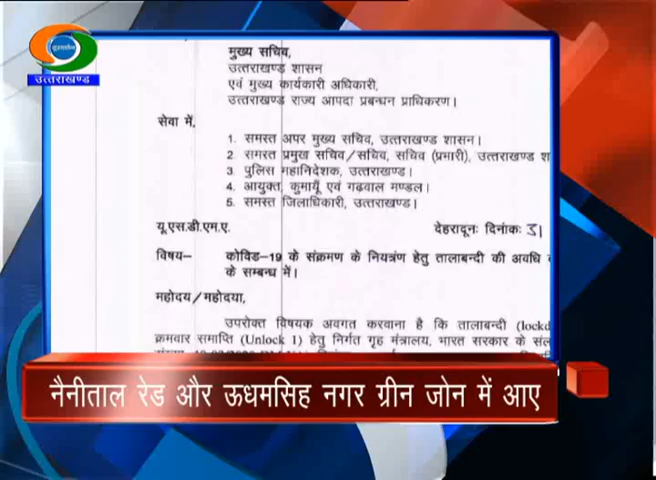 उत्तराखण्ड
मुख्य सचिव,
उत्तराखण्ड शासन
एवं मुख्य कार्यकारी अधिकारी,
उत्तराखण्ड राज्य आपदा प्रबन्धन प्राधिकरण।
सेवा में,
1. समस्त अपर मुख्य सचिव, उत्तराखण्ड शासन।
2. समस्त प्रमुख सचिव/सचिव, सचिव (प्रभारी), उत्तराखण्ड
3. पुलिस महानिदेशक, उत्तराखण्ड।
4. आयुक्त, कुमायूँ एवं गढ़वाल मण्डल।
5. समस्त जिलाधिकारी, उत्तराखण्ड।
यू.एस.डी.एम.ए. देहरादूनः दिनांकः 31
विषय– कोविड–19 के संक्रमण के नियत्रंण हेतु तालाबन्दी की अवधि
के सम्बन्ध में।
महोदय/महोदया,
उपरोक्त विषयक अवगत करवाना है कि तालाबन्दी
क्रमवार समाप्ति (Unlock 1) हेतु निर्गत गृह मंत्रालय, भारत सरकार के
नैनीताल रेड और ऊधमसिह नगर ग्रीन जोन में आए